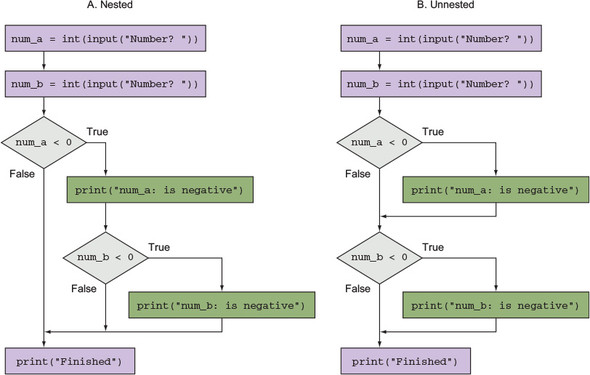 A. Nested
num_a = int(input("Number? "))
num_b = int(input("Number? "))
num_a < 0
True
False
print("num_a: is negative")
num_b < 0
True
False
print("num_b: is negative")
print("Finished")
B. Unnested
num_a = int(input("Number? "))
num_b = int(input("Number? "))
num_a < 0
True
False
print("num_a: is negative")
num_b < 0
True
False
print("num_b: is negative")
print("Finished")